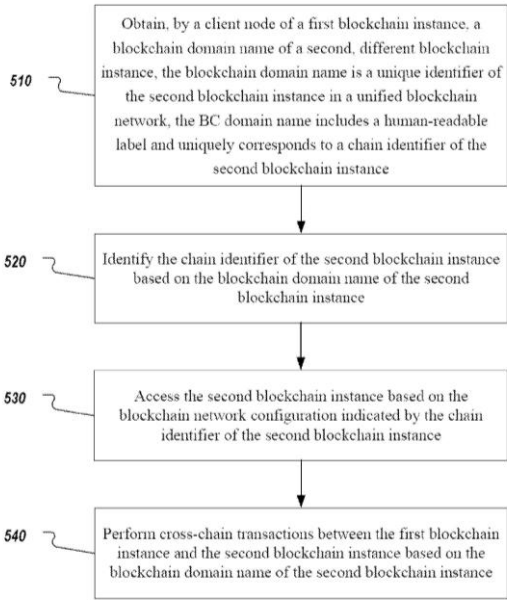 510
Obtain, by a client node of a first blockchain instance, a
blockchain domain name of a second, different blockchain
instance, the blockchain domain name is a unique identifier of
the second blockchain instance in a unified blockchain
network, the BC domain name includes a human-readable
label and uniquely corresponds to a chain identifier of the
second blockchain instance
520
Identify the chain identifier of the second blockchain instance
based on the blockchain domain name of the second
blockchain instance
530
Access the second blockchain instance based on the
blockchain network configuration indicated by the chain
identifier of the second blockchain instance
540
Perform cross-chain transactions between the first blockchain
instance and the second blockchain instance based on the
blockchain domain name of the second blockchain instance